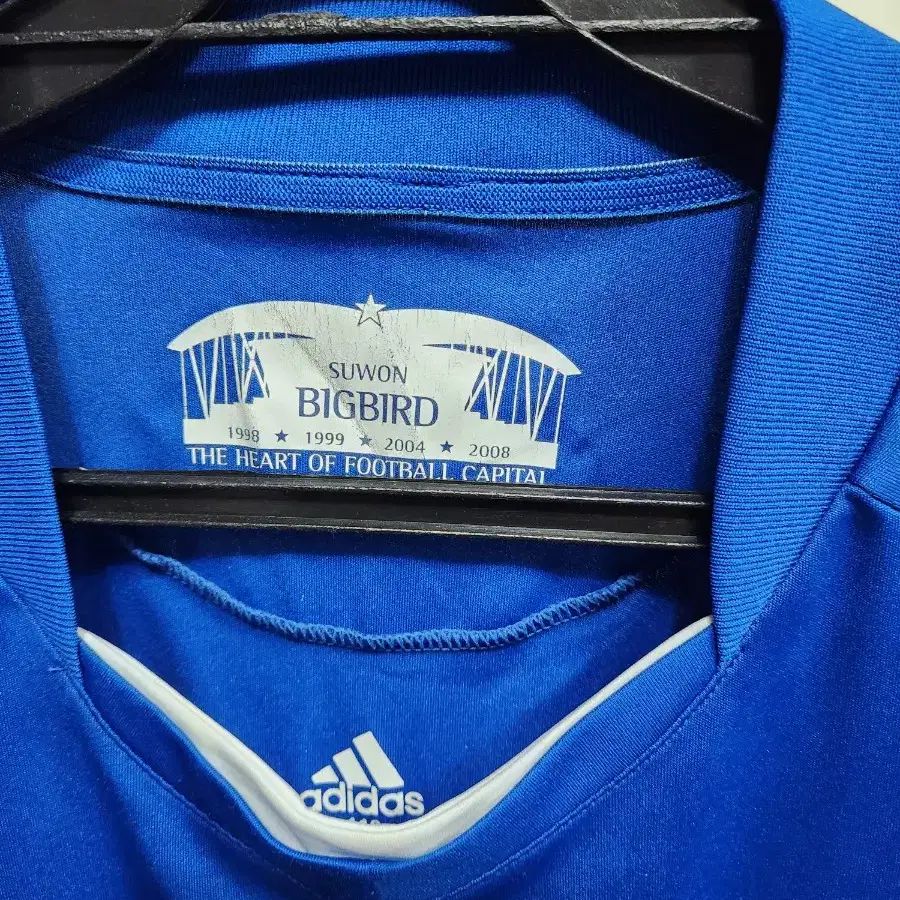 SUWON
BIGBIRD
1998 ★ 1999 ★ 2004 ★ 2008
THE HEART OF FOOTBALL CAPITAL
adidas